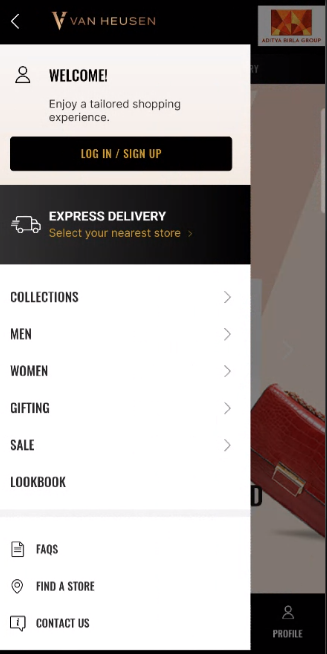 VAN HEUSEN
ADITYA BIRLA GROUP
WELCOME!
Enjoy a tailored shopping
experience.
LOG IN / SIGN UP
EXPRESS DELIVERY
Select your nearest store >
COLLECTIONS
MEN
WOMEN
GIFTING
SALE
LOOKBOOK
FAQS
FIND A STORE
CONTACT US
PROFILE